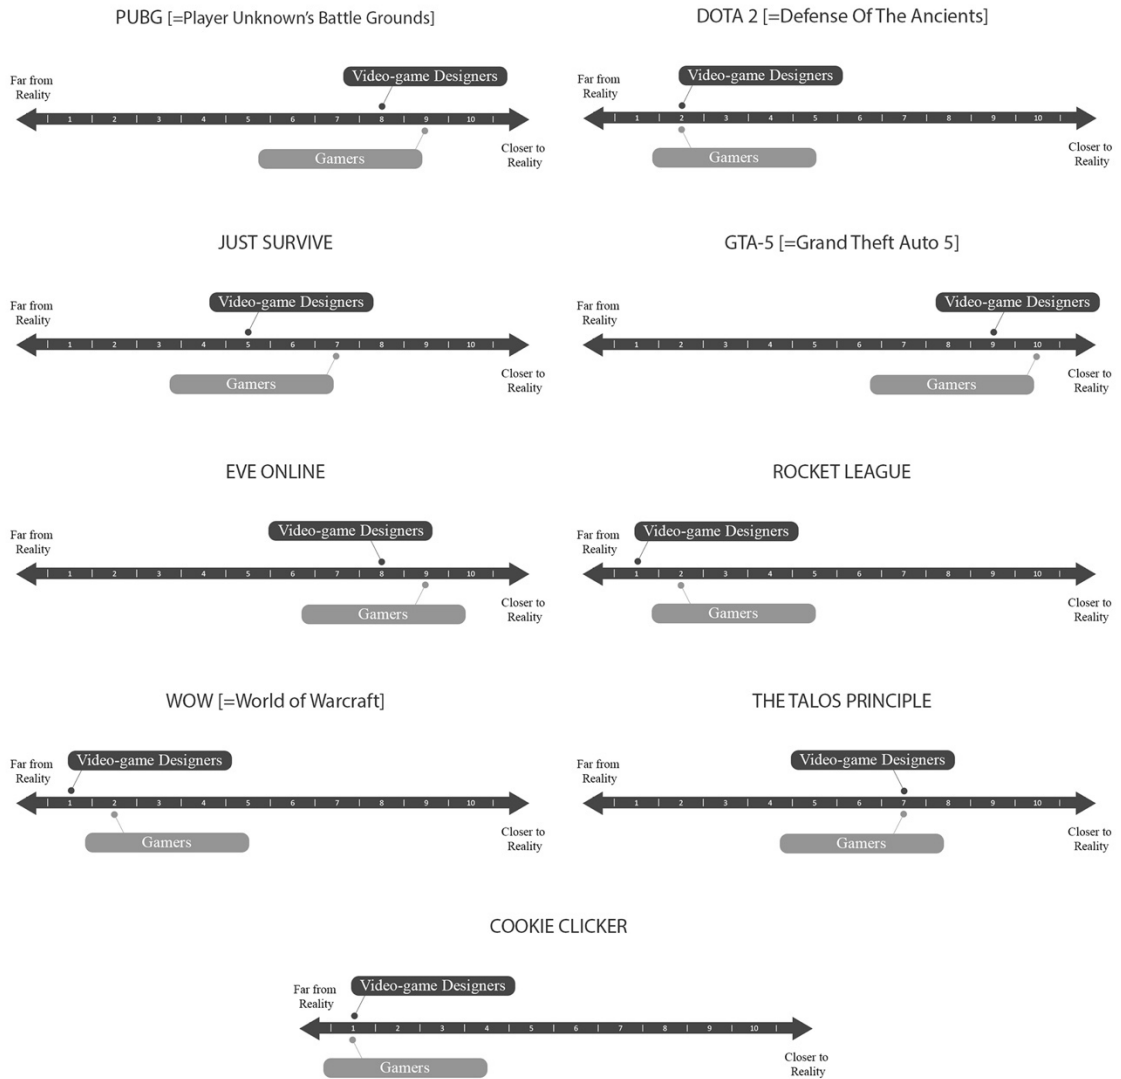 PUBG [=Player Unknown's Battle Grounds]
Far from
Reality
Video-game Designers
1 2 3 4 5 6 7 8 9 10
Gamers
Closer to
Reality
DOTA 2 [=Defense Of The Ancients]
Far from
Reality
Video-game Designers
1 2 3 4 5 6 7 8 9 10
Gamers
Closer to
Reality
JUST SURVIVE
Far from
Reality
Video-game Designers
1 2 3 4 5 6 7 8 9 10
Gamers
Closer to
Reality
GTA-5 [=Grand Theft Auto 5]
Far from
Reality
Video-game Designers
1 2 3 4 5 6 7 8 9 10
Gamers
Closer to
Reality
EVE ONLINE
Far from
Reality
Video-game Designers
1 2 3 4 5 6 7 8 9 10
Gamers
Closer to
Reality
ROCKET LEAGUE
Far from
Reality
Video-game Designers
1 2 3 4 5 6 7 8 9 10
Gamers
Closer to
Reality
WOW [=World of Warcraft]
Far from
Reality
Video-game Designers
1 2 3 4 5 6 7 8 9 10
Gamers
Closer to
Reality
THE TALOS PRINCIPLE
Far from
Reality
Video-game Designers
1 2 3 4 5 6 7 8 9 10
Gamers
Closer to
Reality
COOKIE CLICKER
Far from
Reality
Video-game Designers
1 2 3 4 5 6 7 8 9 10
Gamers
Closer to
Reality